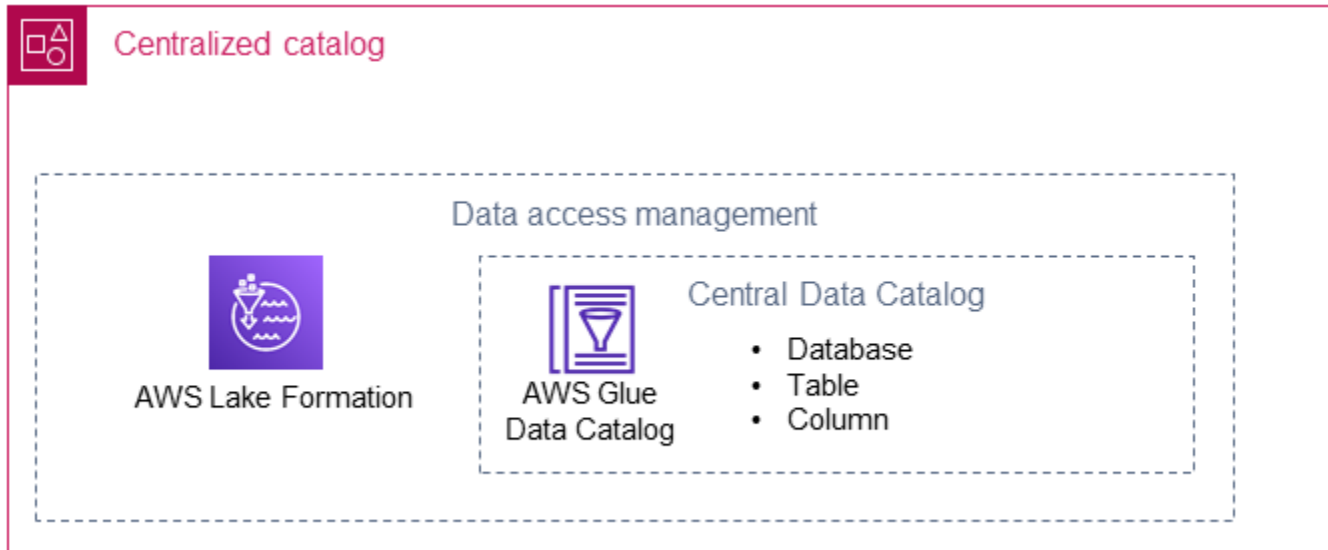 Centralized catalog
Data access management
AWS Lake Formation
AWS Glue
Data Catalog
Central Data Catalog
• Database
• Table
• Column